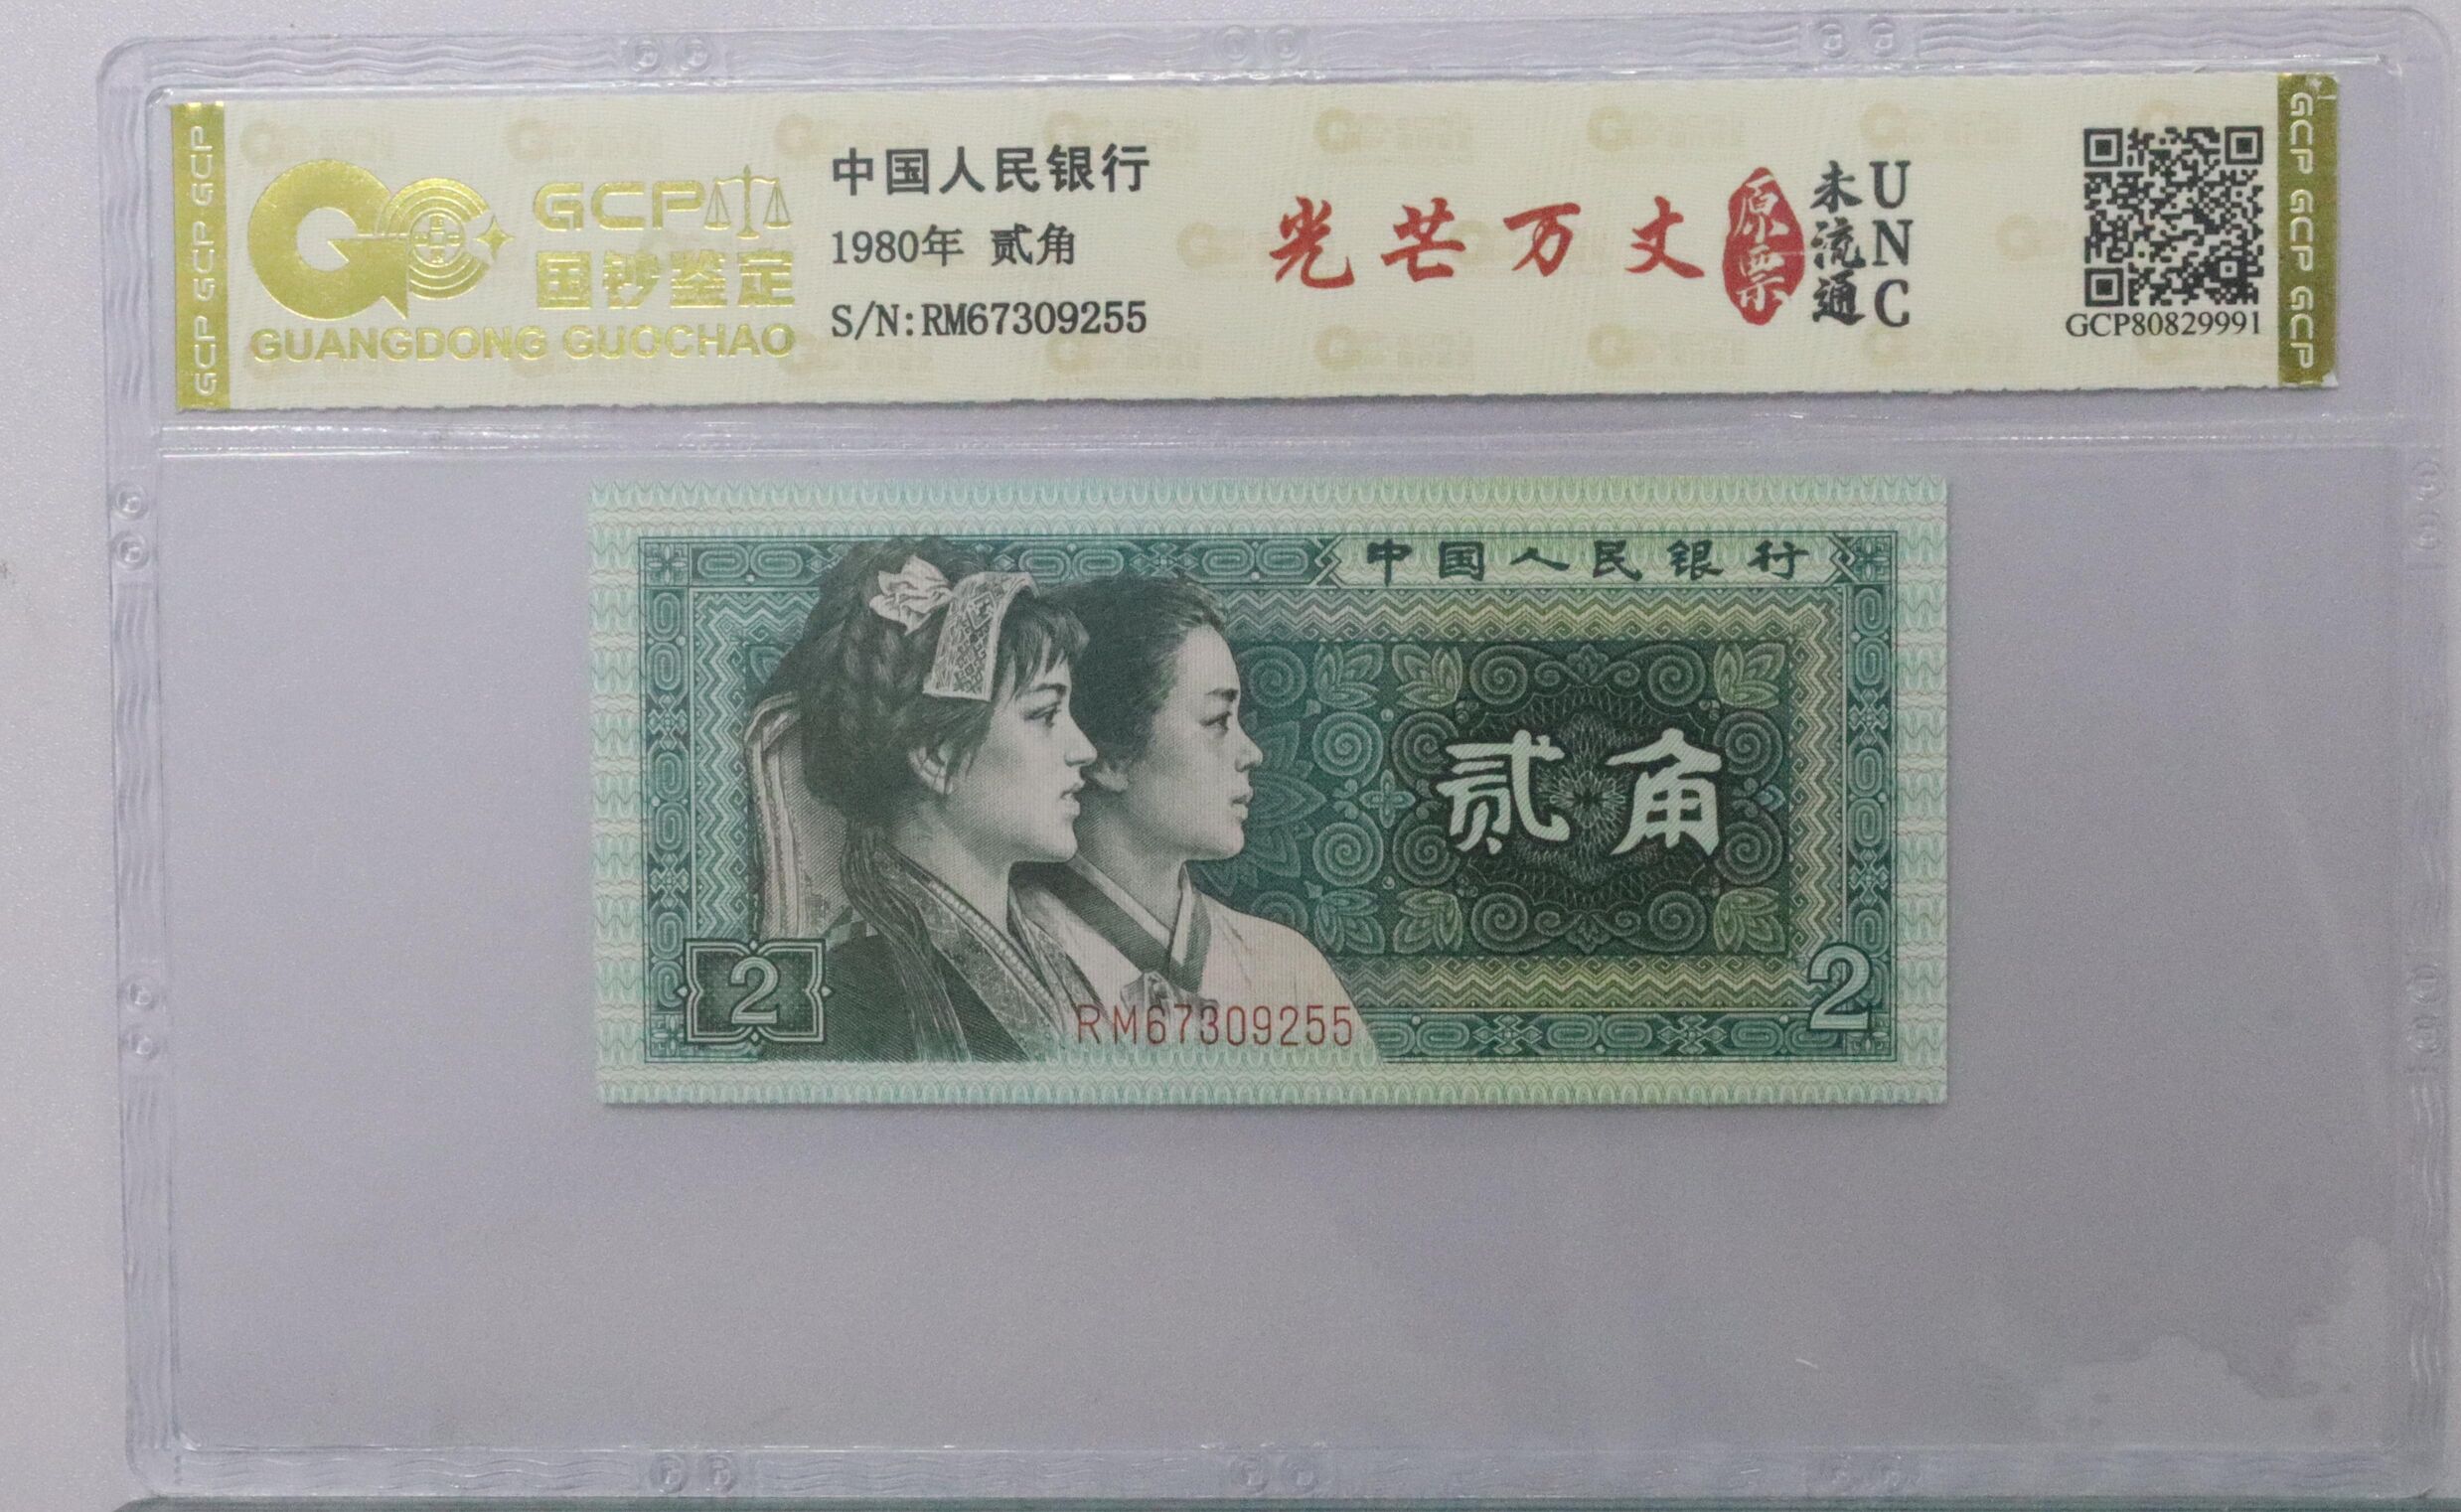 GCP GCP GCP
GCP
国钞鉴定
GUANGDONG GUOCHAO
中国人民银行
1980年 贰角
S/N:RM67309255
光芒万丈
原票
未流通
UNC
GCP80829991
GCP GCP GCP
中国人民银行
贰角
2
2
RM67309255